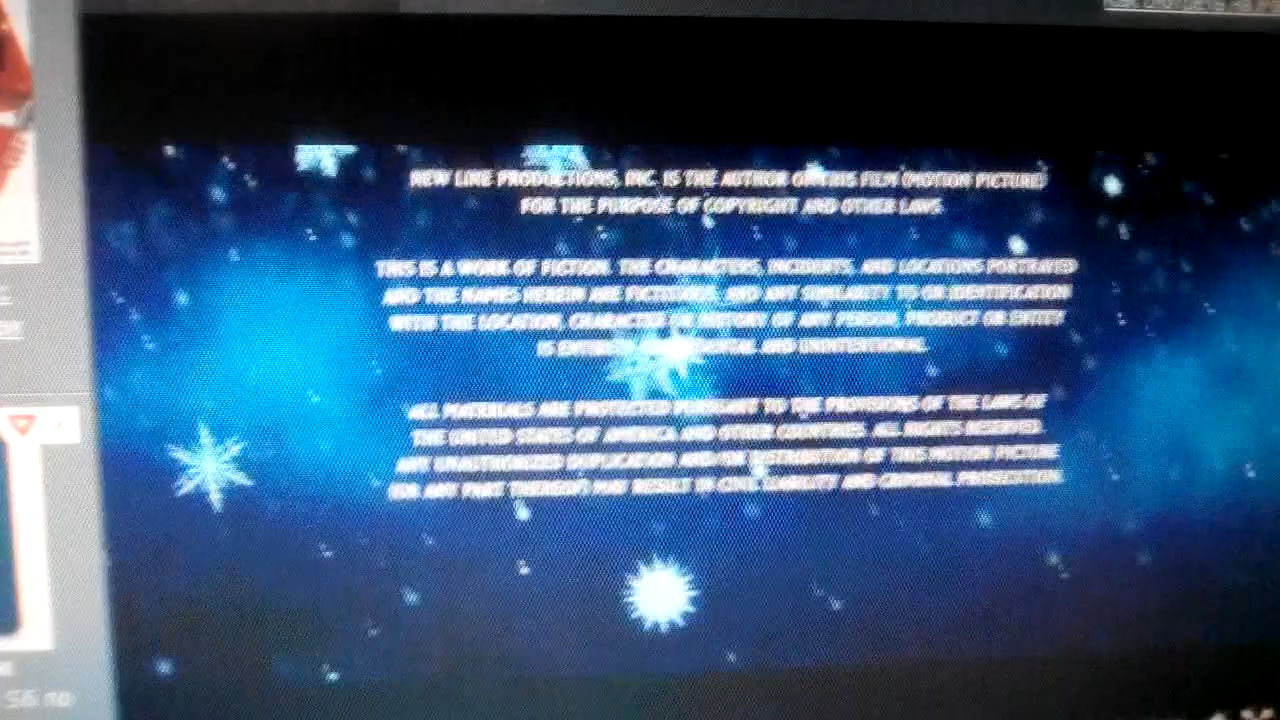 NEW LINE PRODUCTIONS, INC. IS THE AUTHOR OF THIS FILM (MOTION PICTURE)
FOR THE PURPOSE OF COPYRIGHT AND OTHER LAWS.
THIS IS A WORK OF FICTION. THE CHARACTERS, INCIDENTS, AND LOCATIONS PORTRAYED
AND THE NAMES HEREIN ARE FICTITIOUS, AND ANY SIMILARITY TO OR IDENTIFICATION
WITH THE LOCATION, CHARACTER OR HISTORY OF ANY PERSON, PRODUCT OR ENTITY
IS ENTIRELY COINCIDENTAL AND UNINTENTIONAL.
ALL MATERIALS ARE PROTECTED PURSUANT TO THE PROVISIONS OF THE LAWS OF
THE UNITED STATES OF AMERICA AND OTHER COUNTRIES. ALL RIGHTS RESERVED.
ANY UNAUTHORIZED DUPLICATION AND/OR DISTRIBUTION OF THIS MOTION PICTURE
(OR ANY PART THEREOF) MAY RESULT IN CIVIL LIABILITY AND CRIMINAL PROSECUTION.